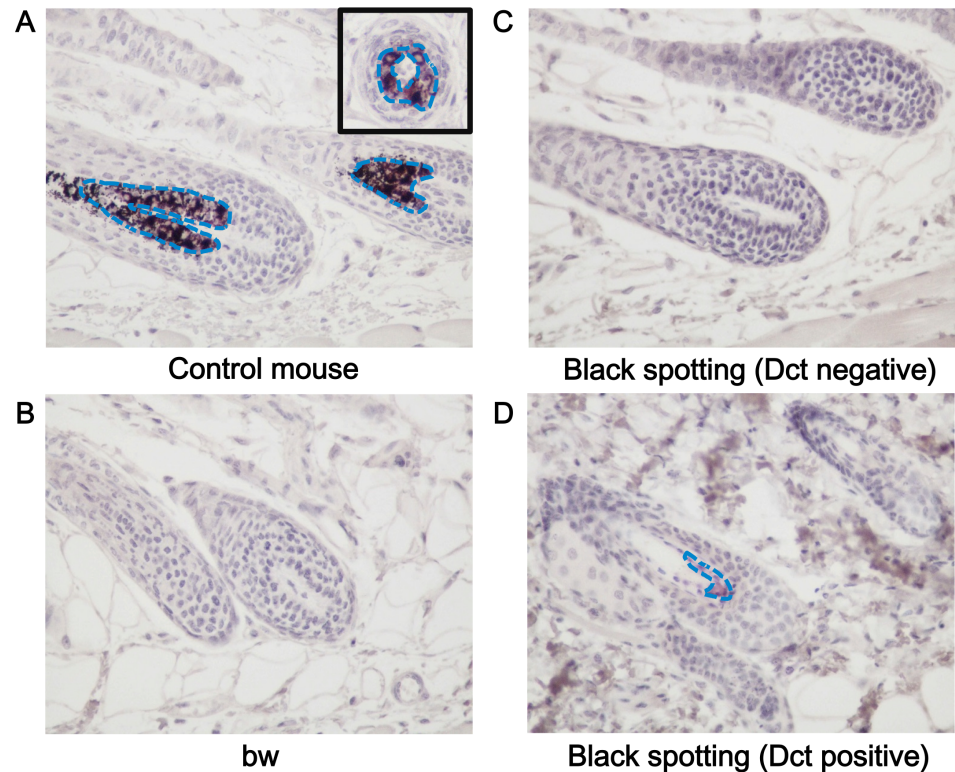 A
Control mouse
B
bw
C
Black spotting (Dct negative)
D
Black spotting (Dct positive)